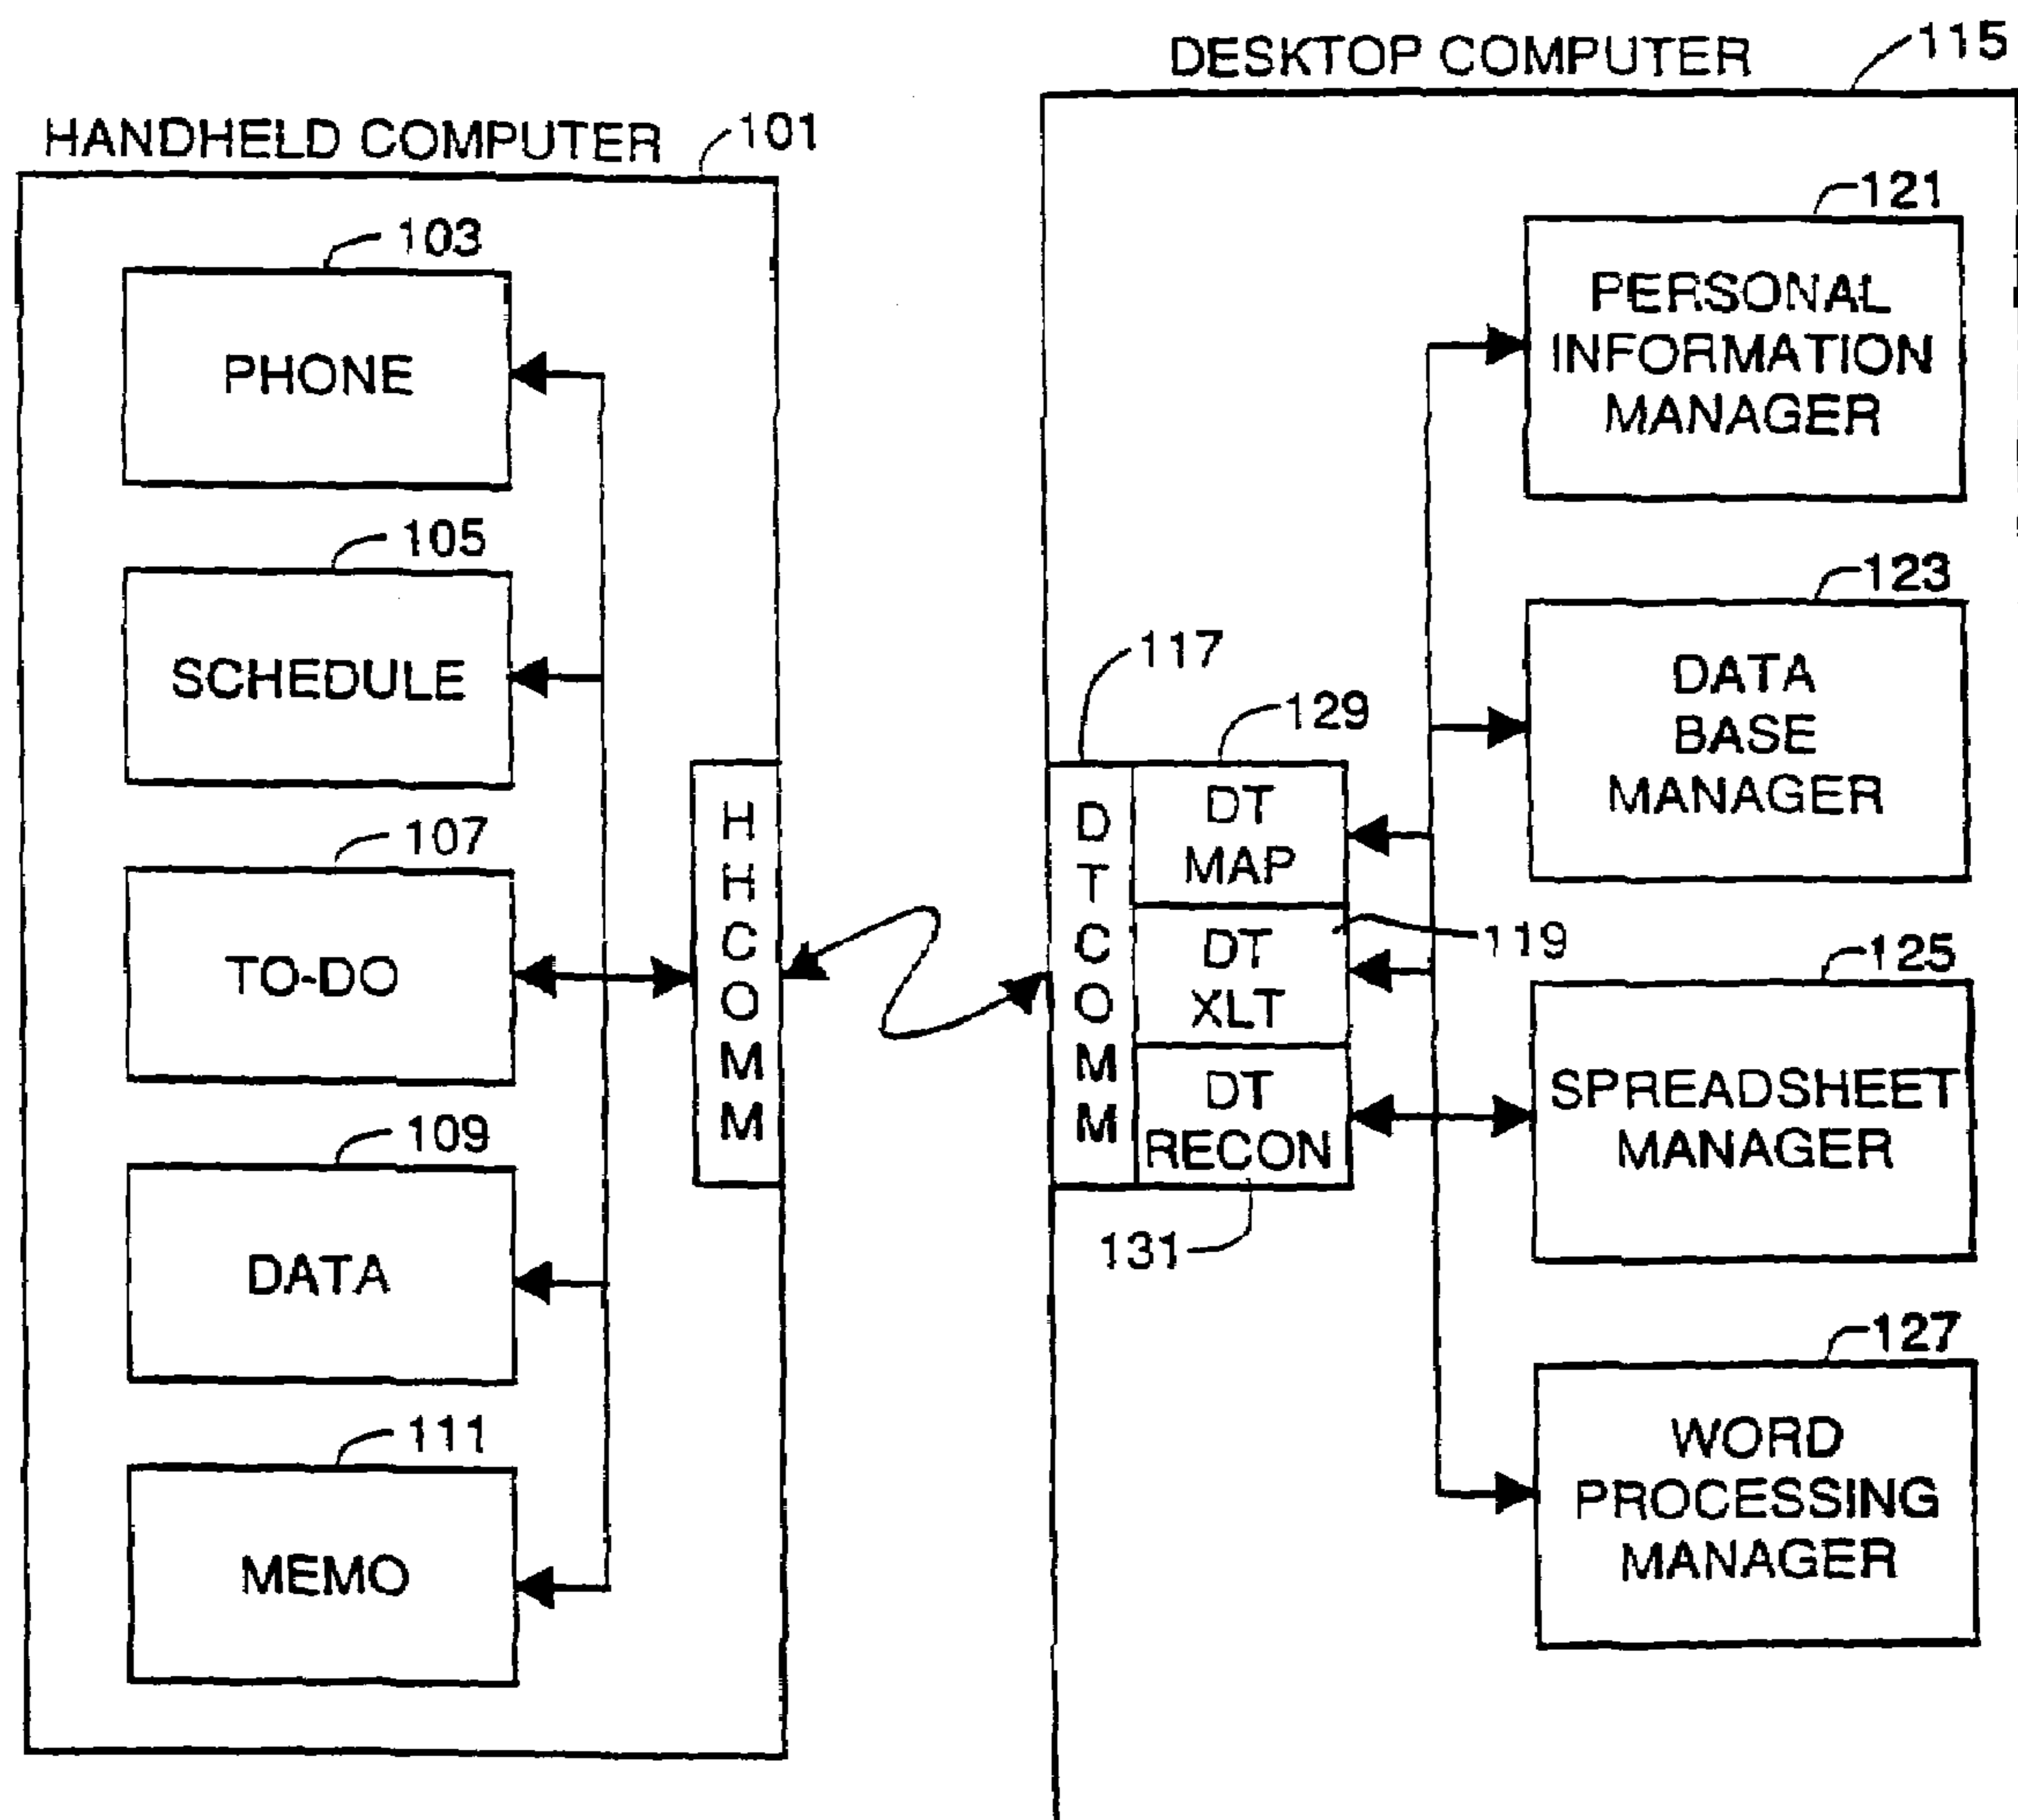 DESKTOP COMPUTER
115
HANDHELD COMPUTER
101
103
PHONE
105
SCHEDULE
107
TO-DO
109
DATA
111
MEMO
HHCOMM
117
DTCOMM
129
DT
MAP
119
DT
XLT
DT
RECON
131
121
PERSONAL
INFORMATION
MANAGER
123
DATA
BASE
MANAGER
125
SPREADSHEET
MANAGER
127
WORD
PROCESSING
MANAGER